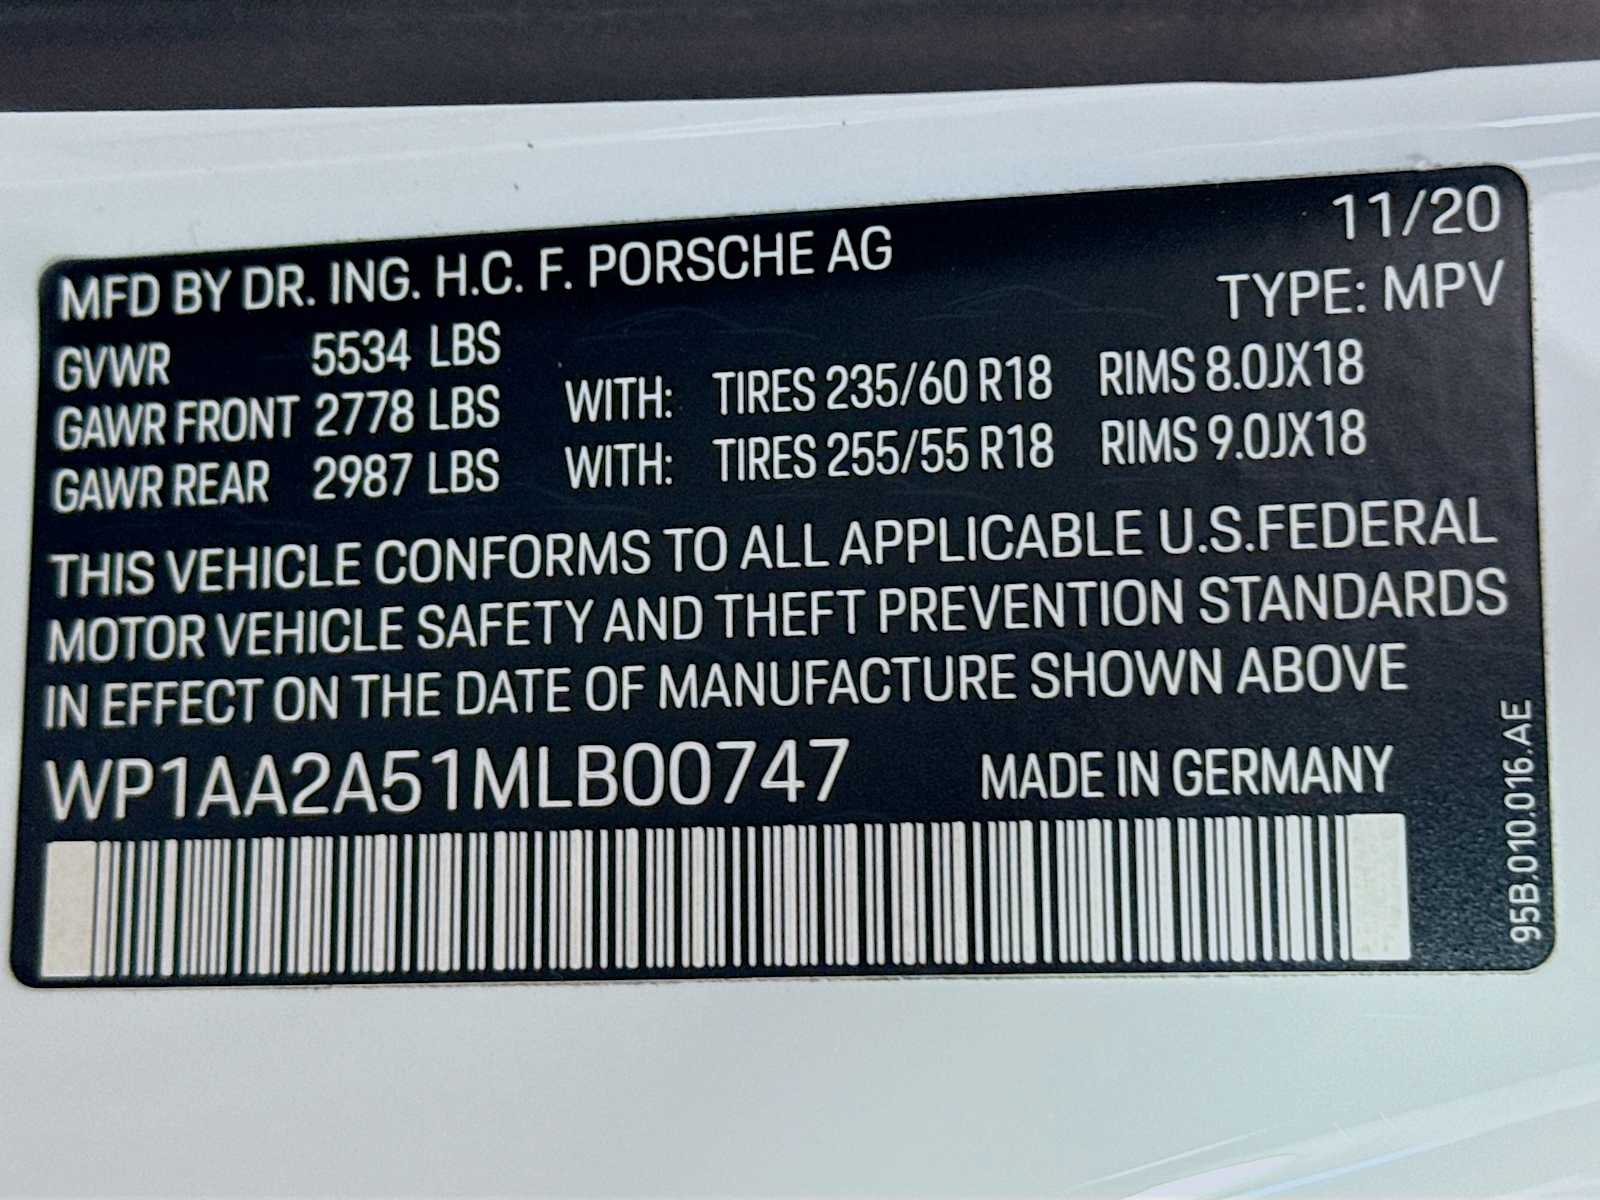 MFD BY DR. ING. H.C. F. PORSCHE AG 11/20
TYPE: MPV
GVWR 5534 LBS
GAWR FRONT 2778 LBS WITH: TIRES 235/60 R18 RIMS 8.0JX18
GAWR REAR 2987 LBS WITH: TIRES 255/55 R18 RIMS 9.0JX18
THIS VEHICLE CONFORMS TO ALL APPLICABLE U.S.FEDERAL
MOTOR VEHICLE SAFETY AND THEFT PREVENTION STANDARDS
IN EFFECT ON THE DATE OF MANUFACTURE SHOWN ABOVE
WP1AA2A51MLB00747 MADE IN GERMANY
95B.010.016.AE